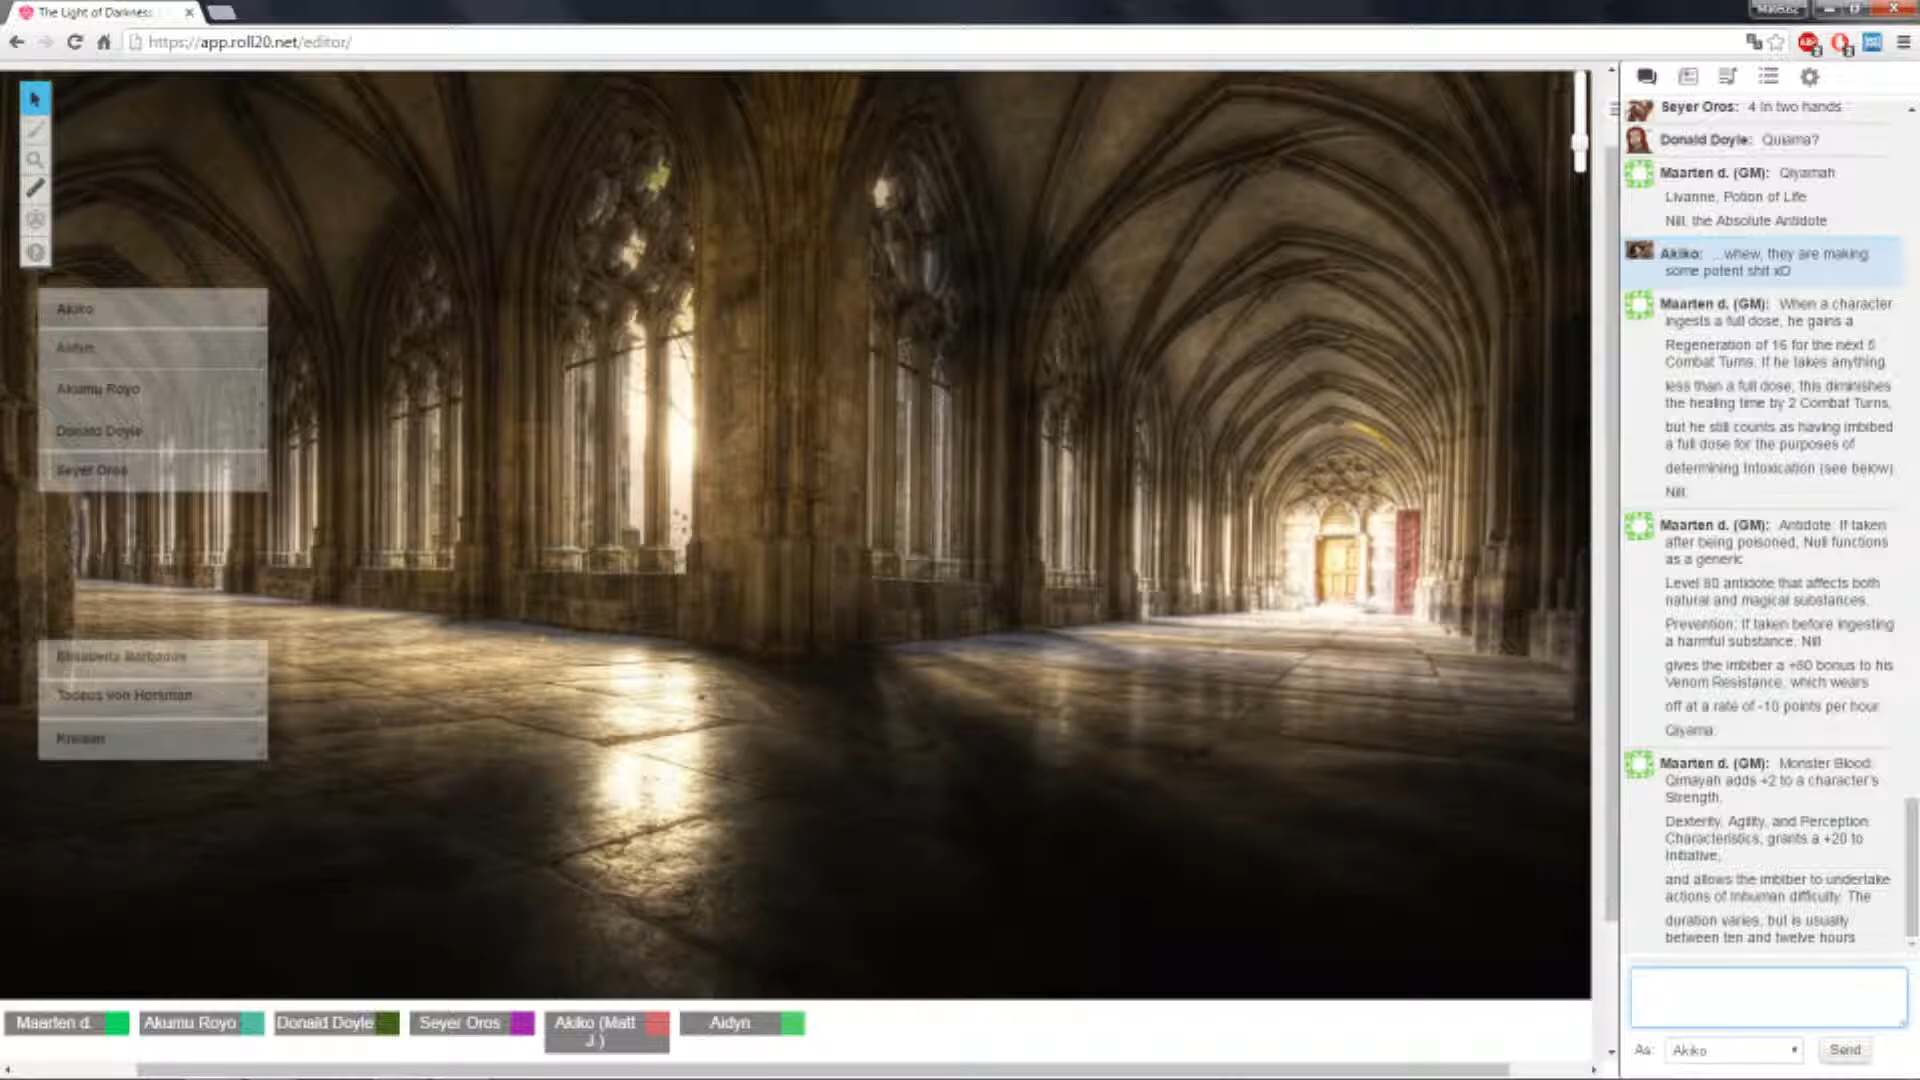 The Light of Darkness
Mateusz
https://app.roll20.net/editor/
Seyer Oros: 4 in two hands
Donald Doyle: Quiama?
Maarten d. (GM): Qiyamah
Livanne, Potion of Life
Nill, the Absolute Antidote
Akiko: ...whew, they are making
some potent shit xD
Maarten d. (GM): When a character
ingests a full dose, he gains a
Regeneration of 16 for the next 5
Combat Turns. If he takes anything
less than a full dose, this diminishes
the healing time by 2 Combat Turns,
but he still counts as having imbibed
a full dose for the purposes of
determining Intoxication (see below)
Nill:
Maarten d. (GM): Antidote: If taken
after being poisoned, Null functions
as a generic
Level 80 antidote that affects both
natural and magical substances.
Prevention: If taken before ingesting
a harmful substance, Nill
gives the imbiber a +80 bonus to his
Venom Resistance, which wears
off at a rate of -10 points per hour
Qiyama:
Maarten d. (GM): Monster Blood:
Qimayah adds +2 to a character's
Strength,
Dexterity, Agility, and Perception
Characteristics, grants a +20 to
Initiative,
and allows the imbiber to undertake
actions of inhuman difficulty. The
duration varies, but is usually
between ten and twelve hours
As: Akiko
Send
Akiko
Aidyn
Akumu Royo
Donald Doyle
Seyer Oros
Elisabetta Barbados
Tadeus von Horsman
Maarten d.
Akumu Royo
Donald Doyle
Seyer Oros
Akiko (Matt
J.)
Aidyn